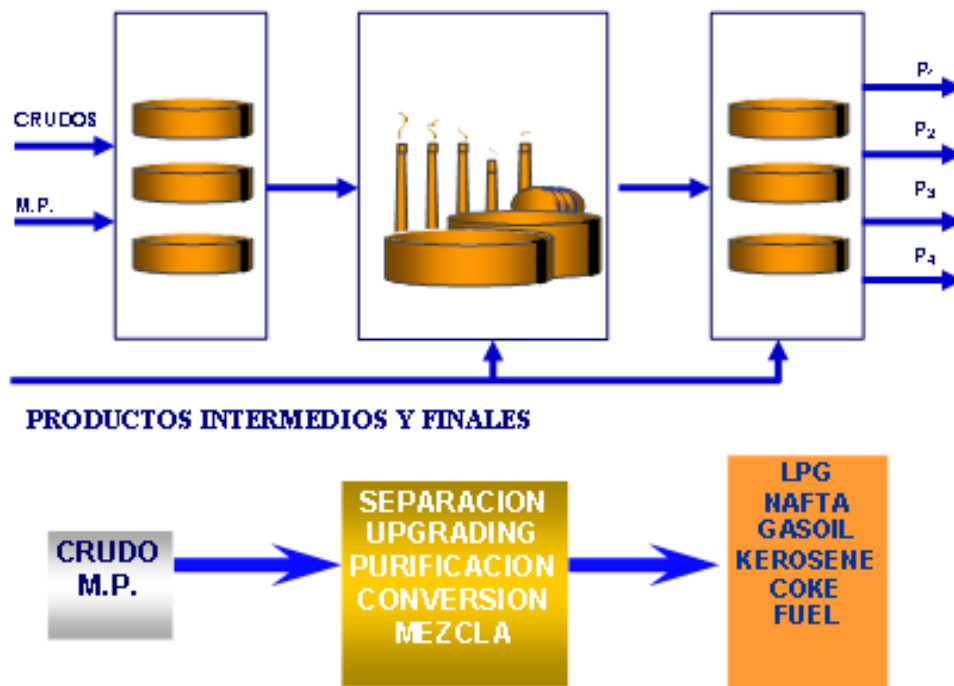 CRUDOS
M.P.
P₁
P₂
P₃
P₄
PRODUCTOS INTERMEDIOS Y FINALES
CRUDO
M.P.
SEPARACION
UPGRADING
PURIFICACION
CONVERSION
MEZCLA
LPG
NAFTA
GASOIL
KEROSENE
COKE
FUEL